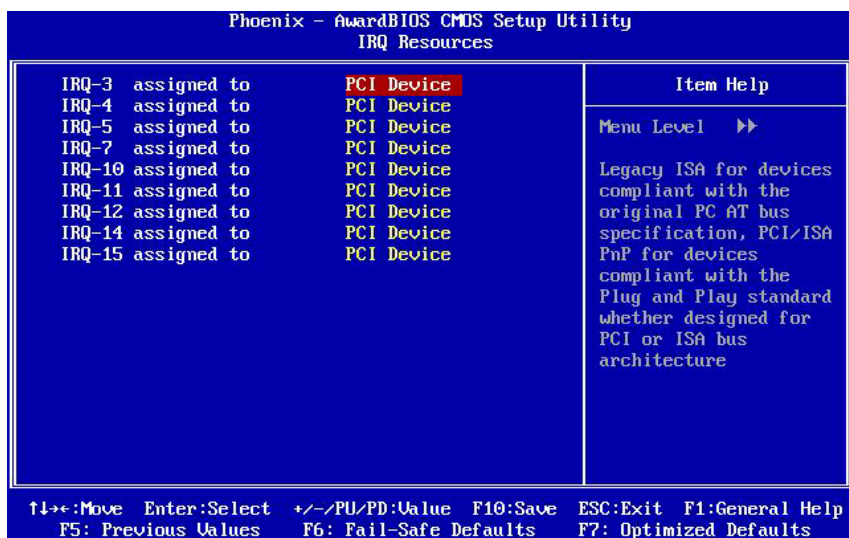 Phoenix - AwardBIOS CMOS Setup Utility
IRQ Resources
IRQ-3 assigned to PCI Device
IRQ-4 assigned to PCI Device
IRQ-5 assigned to PCI Device
IRQ-7 assigned to PCI Device
IRQ-10 assigned to PCI Device
IRQ-11 assigned to PCI Device
IRQ-12 assigned to PCI Device
IRQ-14 assigned to PCI Device
IRQ-15 assigned to PCI Device
Item Help
Menu Level ▸▸
Legacy ISA for devices
compliant with the
original PC AT bus
specification, PCI/ISA
PnP for devices
compliant with the
Plug and Play standard
whether designed for
PCI or ISA bus
architecture
↑↓→←:Move Enter:Select +/-/PU/PD:Value F10:Save ESC:Exit F1:General Help
F5: Previous Values F6: Fail-Safe Defaults F7: Optimized Defaults